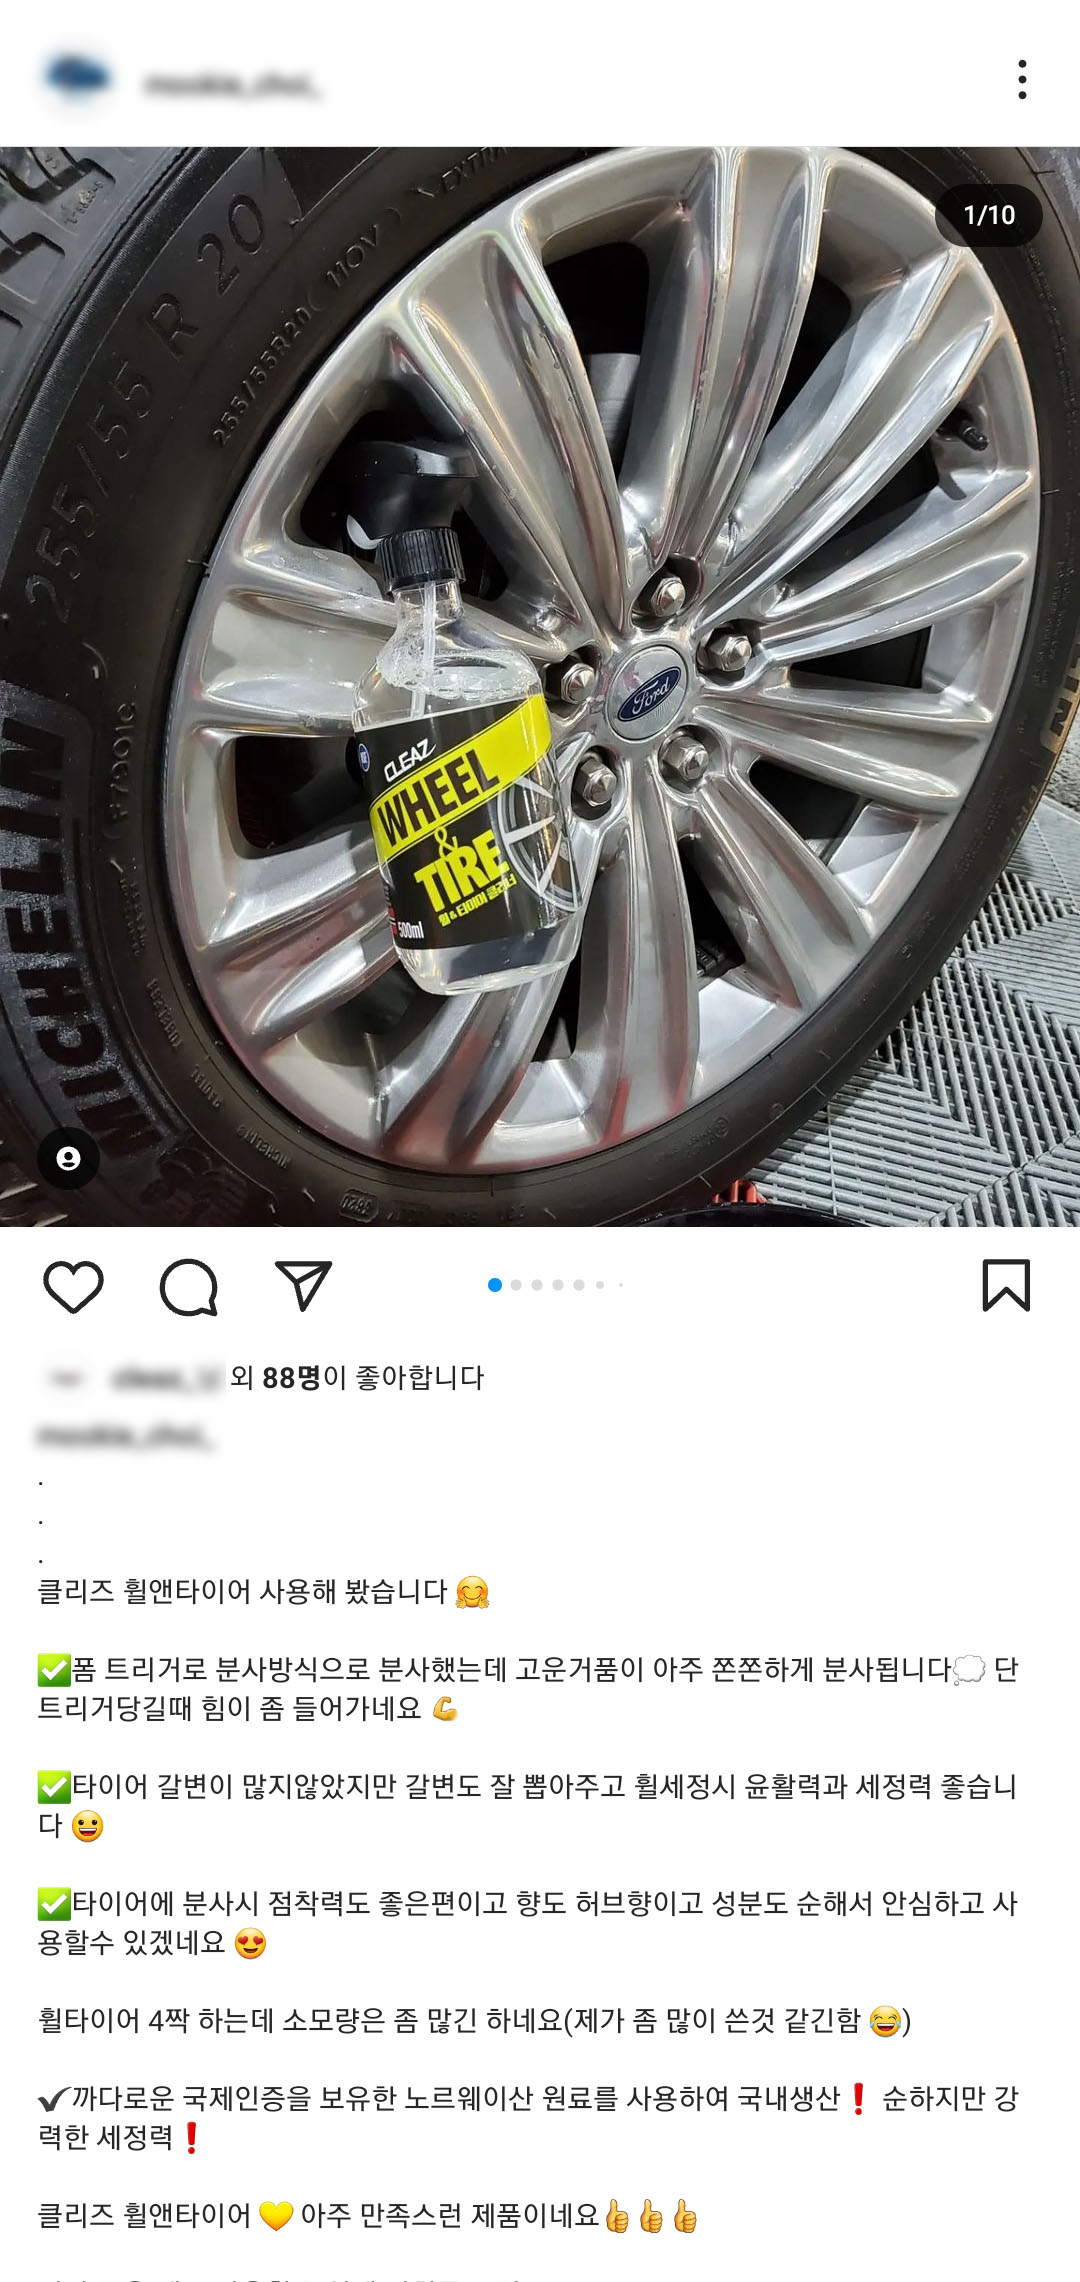 1/10
255/55 R 20
255/55R20 ( 110V ) EXTRA
MICHELIN
Ford
CLEAZ
WHEEL
&
TIRE
휠 & 타이어 클리너
500ml
외 88명이 좋아합니다
.
.
.
클리즈 휠앤타이어 사용해 봤습니다 🤗
✅폼 트리거로 분사방식으로 분사했는데 고운거품이 아주 쫀쫀하게 분사됩니다💭 단
트리거당길때 힘이 좀 들어가네요 💪
✅타이어 갈변이 많지않았지만 갈변도 잘 뽑아주고 휠세정시 윤활력과 세정력 좋습니
다 😀
✅타이어에 분사시 점착력도 좋은편이고 향도 허브향이고 성분도 순해서 안심하고 사
용할수 있겠네요 😍
휠타이어 4짝 하는데 소모량은 좀 많긴 하네요(제가 좀 많이 쓴것 같긴함 😂)
✔까다로운 국제인증을 보유한 노르웨이산 원료를 사용하여 국내생산❗ 순하지만 강
력한 세정력❗
클리즈 휠앤타이어 💛 아주 만족스런 제품이네요👍👍👍